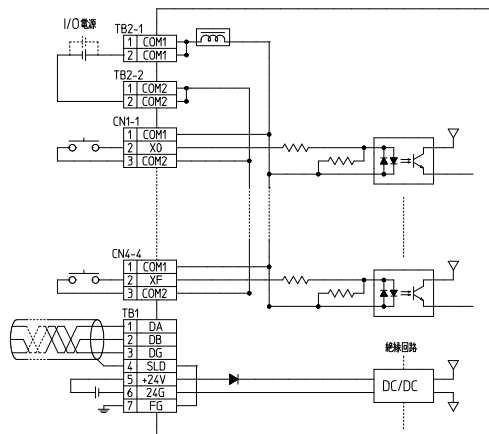 I/O電源
TB2-1
1 COM1
2 COM1
TB2-2
1 COM2
2 COM2
CN1-1
1 COM1
2 X0
3 COM2
CN4-4
1 COM1
2 XF
3 COM2
TB1
1 DA
2 DB
3 DG
4 SLD
5 +24V
6 24G
7 FG
絶縁回路
DC/DC